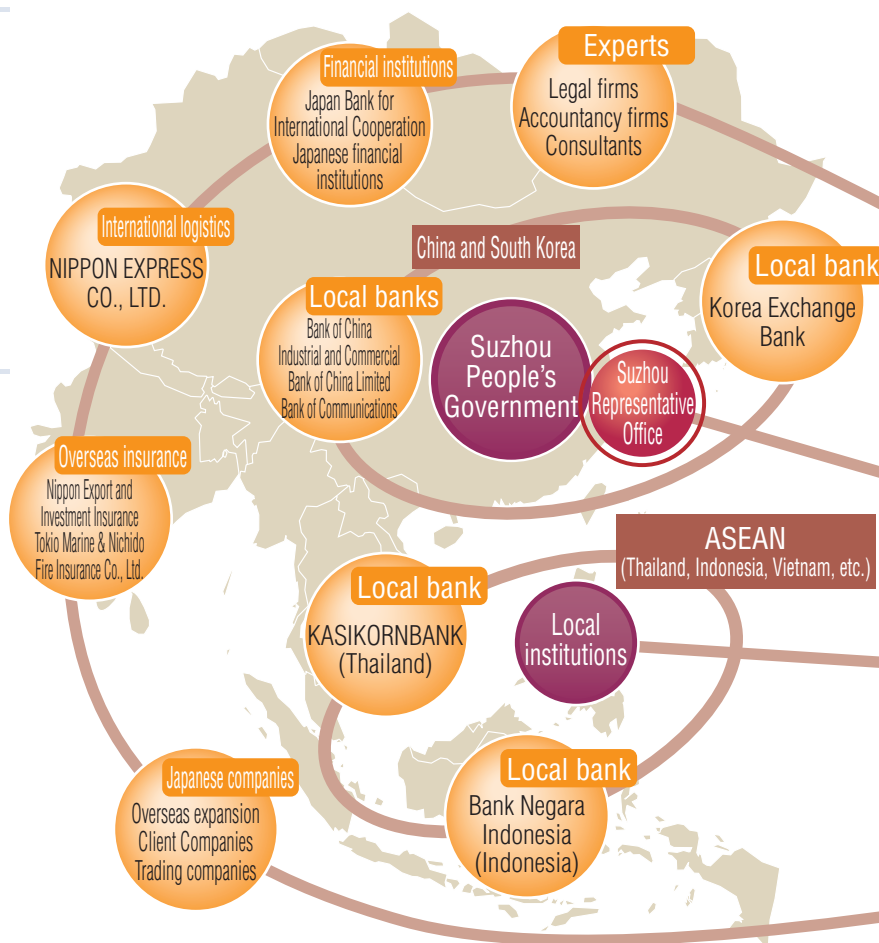 Experts
Legal firms
Accountancy firms
Consultants
Financial institutions
Japan Bank for
International Cooperation
Japanese financial
institutions
International logistics
NIPPON EXPRESS
CO., LTD.
China and South Korea
Local bank
Korea Exchange
Bank
Local banks
Bank of China
Industrial and Commercial
Bank of China Limited
Bank of Communications
Suzhou
People's
Government
Suzhou
Representative
Office
Overseas insurance
Nippon Export and
Investment Insurance
Tokio Marine & Nichido
Fire Insurance Co., Ltd.
ASEAN
(Thailand, Indonesia, Vietnam, etc.)
Local bank
KASIKORNBANK
(Thailand)
Local
institutions
Local bank
Bank Negara
Indonesia
(Indonesia)
Japanese companies
Overseas expansion
Client Companies
Trading companies